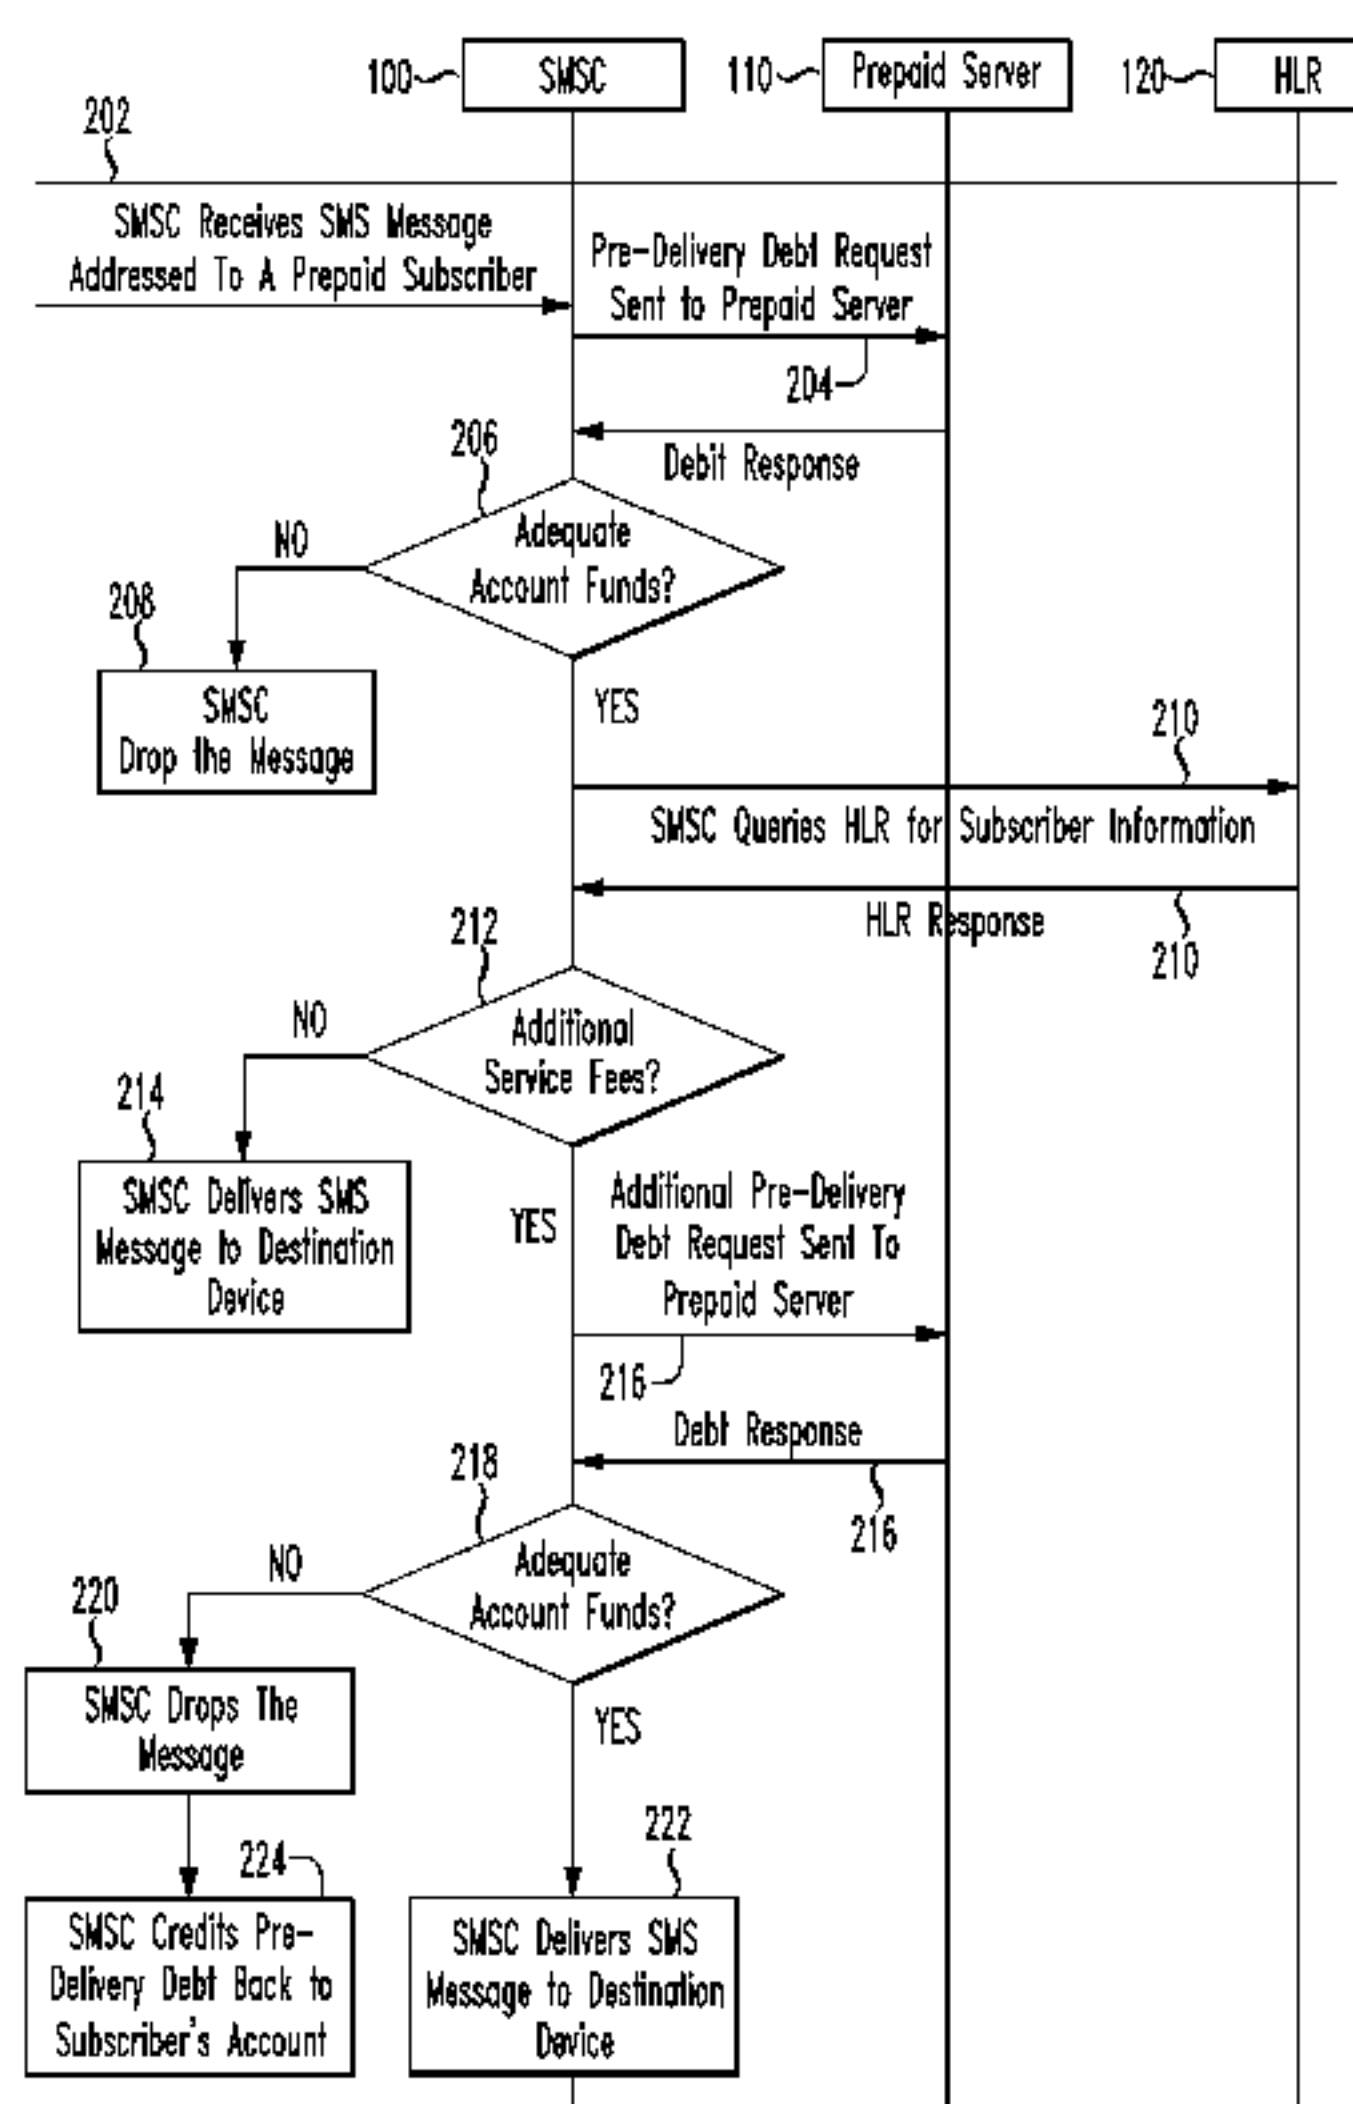 100
SMSC
110
Prepaid Server
120
HLR
202
SMSC Receives SMS Message
Addressed To A Prepaid Subscriber
Pre-Delivery Debt Request
Sent to Prepaid Server
204
Debit Response
206
Adequate
Account Funds?
NO
208
SMSC
Drop the Message
YES
210
SMSC Queries HLR for Subscriber Information
HLR Response
210
212
Additional
Service Fees?
NO
214
SMSC Delivers SMS
Message to Destination
Device
YES
Additional Pre-Delivery
Debt Request Sent To
Prepaid Server
216
Debt Response
216
218
Adequate
Account Funds?
NO
220
SMSC Drops The
Message
YES
224
SMSC Credits Pre-
Delivery Debt Back to
Subscriber's Account
222
SMSC Delivers SMS
Message to Destination
Device